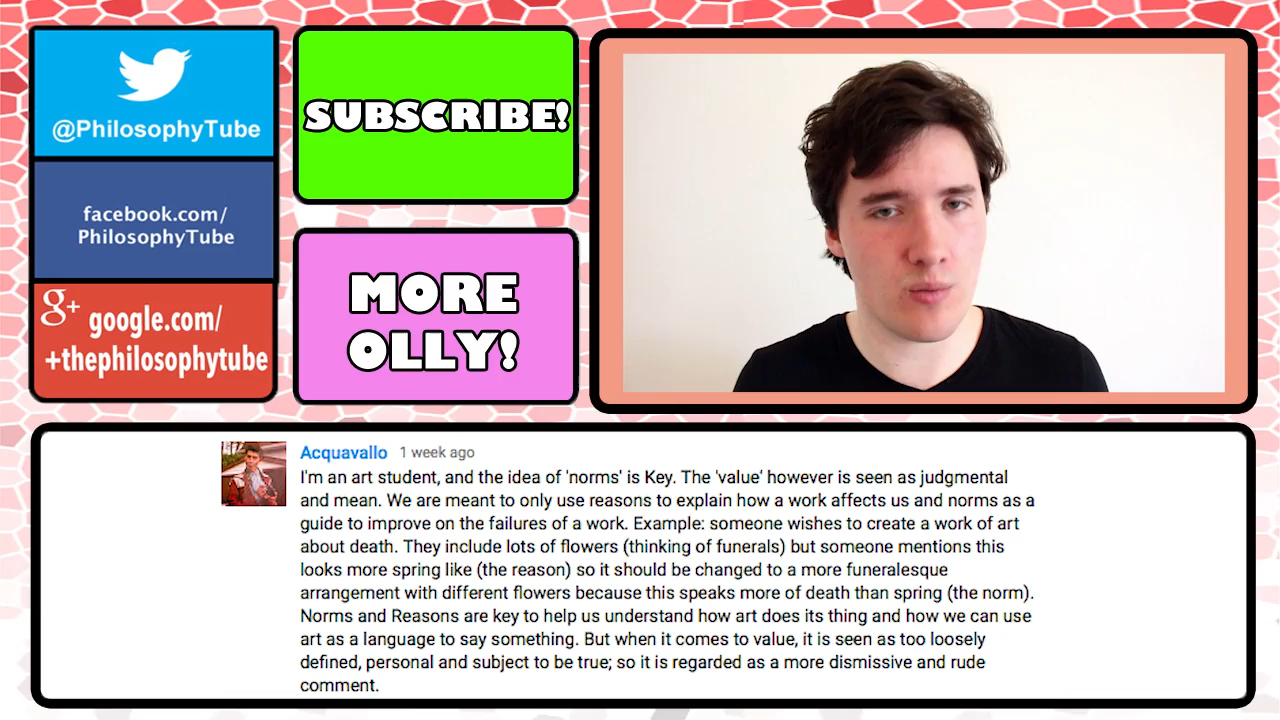 @PhilosophyTube
facebook.com/
PhilosophyTube
g+ google.com/
+thephilosophytube
SUBSCRIBE!
MORE
OLLY!
Acquavallo 1 week ago
I'm an art student, and the idea of 'norms' is Key. The 'value' however is seen as judgmental
and mean. We are meant to only use reasons to explain how a work affects us and norms as a
guide to improve on the failures of a work. Example: someone wishes to create a work of art
about death. They include lots of flowers (thinking of funerals) but someone mentions this
looks more spring like (the reason) so it should be changed to a more funeralesque
arrangement with different flowers because this speaks more of death than spring (the norm).
Norms and Reasons are key to help us understand how art does its thing and how we can use
art as a language to say something. But when it comes to value, it is seen as too loosely
defined, personal and subject to be true; so it is regarded as a more dismissive and rude
comment.